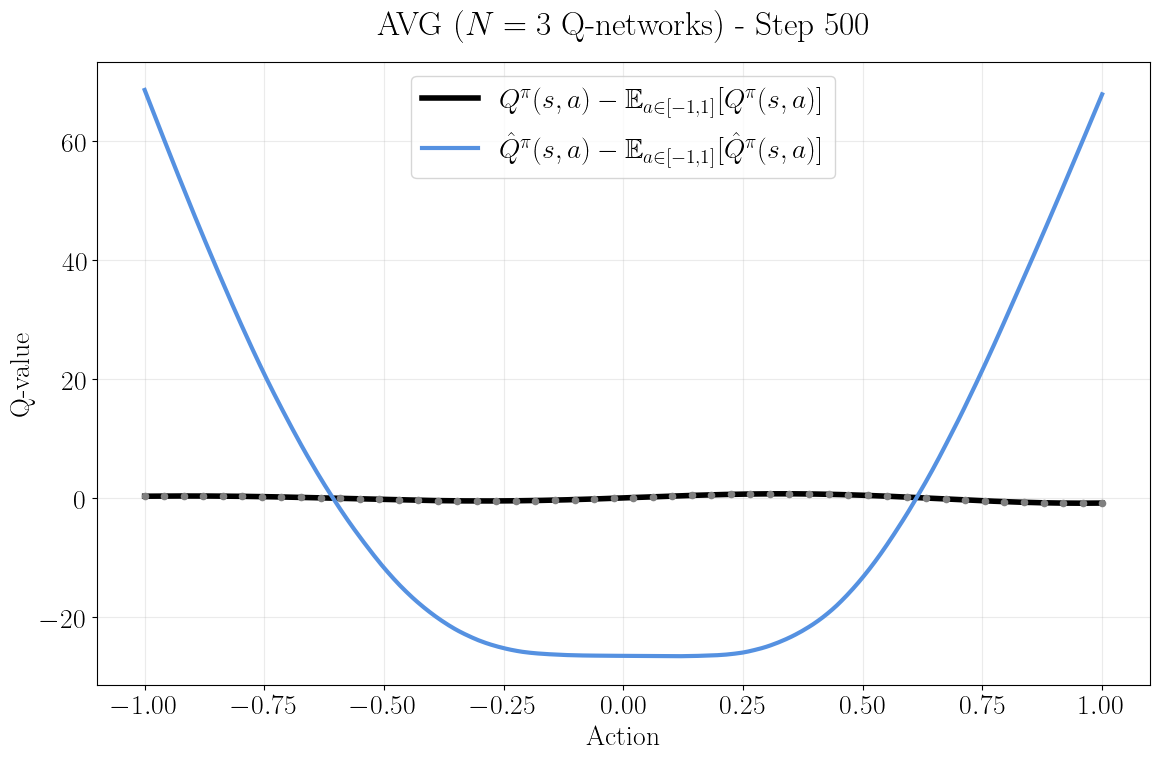 AVG (N = 3 Q-networks) - Step 500
Q^π(s, a) − 𝔼_{a∈[−1,1]}[Q^π(s, a)]
Q̂^π(s, a) − 𝔼_{a∈[−1,1]}[Q̂^π(s, a)]
Q-value
60
40
20
0
−20
−1.00 −0.75 −0.50 −0.25 0.00 0.25 0.50 0.75 1.00
Action